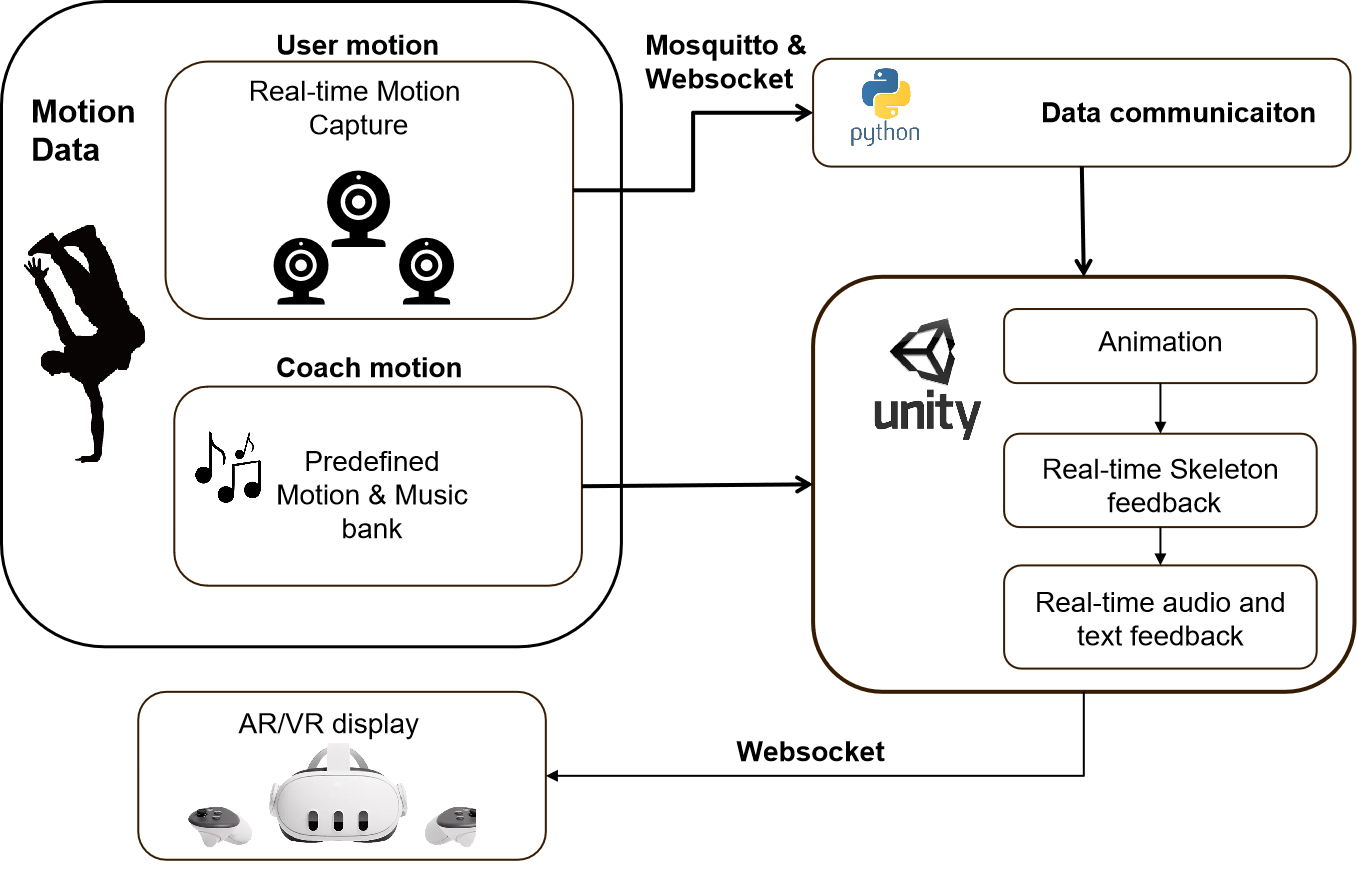 Motion
Data
User motion
Real-time Motion
Capture
Coach motion
Predefined
Motion & Music
bank
Mosquitto &
Websocket
python
Data communicaiton
unity
Animation
Real-time Skeleton
feedback
Real-time audio and
text feedback
Websocket
AR/VR display